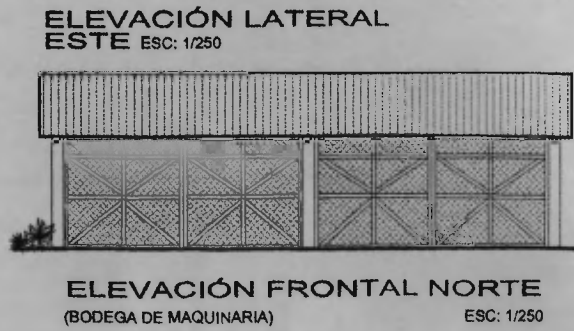 ELEVACIÓN LATERAL
ESTE ESC: 1/250
ELEVACIÓN FRONTAL NORTE
(BODEGA DE MAQUINARIA) ESC: 1/250